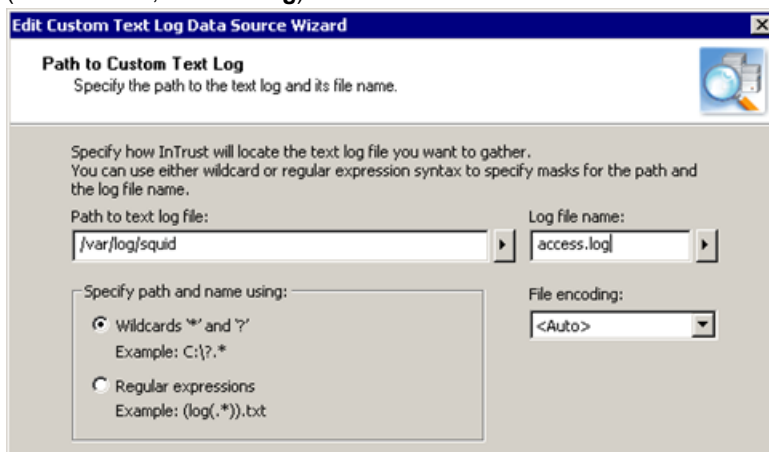 Edit Custom Text Log Data Source Wizard
Path to Custom Text Log
Specify the path to the text log and its file name.
Specify how InTrust will locate the text log file you want to gather.
You can use either wildcard or regular expression syntax to specify masks for the path and
the log file name.
Path to text log file:
Log file name:
/var/log/squid
access.log
Specify path and name using:
File encoding:
Wildcards '*' and '?'
<Auto>
Example: C:\?.*
Regular expressions
Example: (log(.*)).txt